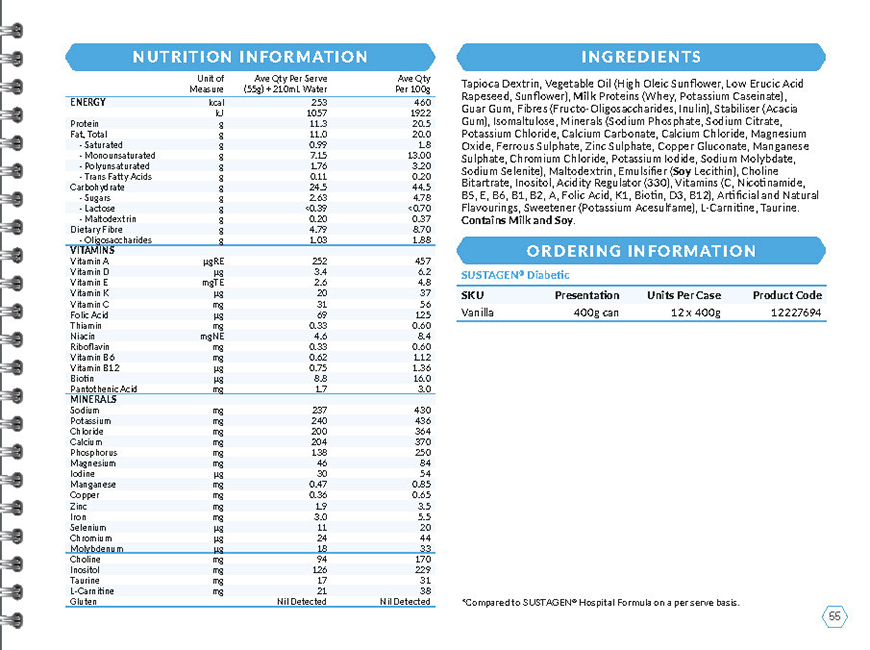 NUTRITION INFORMATION
Unit of Ave Qty Per Serve Ave Qty
Measure (55g) + 210mL Water Per 100g
ENERGY kcal 253 460
kJ 1057 1922
Protein g 11.3 20.5
Fat, Total g 11.0 20.0
- Saturated g 0.99 1.8
- Monounsaturated g 7.15 13.00
- Polyunsaturated g 1.76 3.20
- Trans Fatty Acids g 0.11 0.20
Carbohydrate g 24.5 44.5
- Sugars g 2.63 4.78
- Lactose g <0.39 <0.70
- Maltodextrin g 0.20 0.37
Dietary Fibre g 4.79 8.70
- Oligosaccharides g 1.03 1.88
VITAMINS
Vitamin A µgRE 252 457
Vitamin D µg 3.4 6.2
Vitamin E mgTE 2.6 4.8
Vitamin K µg 20 37
Vitamin C mg 31 56
Folic Acid µg 69 125
Thiamin mg 0.33 0.60
Niacin mgNE 4.6 8.4
Riboflavin mg 0.33 0.60
Vitamin B6 mg 0.62 1.12
Vitamin B12 µg 0.75 1.36
Biotin µg 8.8 16.0
Pantothenic Acid mg 1.7 3.0
MINERALS
Sodium mg 237 430
Potassium mg 240 436
Chloride mg 200 364
Calcium mg 204 370
Phosphorus mg 138 250
Magnesium mg 46 84
Iodine µg 30 54
Manganese mg 0.47 0.85
Copper mg 0.36 0.65
Zinc mg 1.9 3.5
Iron mg 3.0 5.5
Selenium µg 11 20
Chromium µg 24 44
Molybdenum µg 18 33
Choline mg 94 170
Inositol mg 126 229
Taurine mg 17 31
L-Carnitine mg 21 38
Gluten Nil Detected Nil Detected
INGREDIENTS
Tapioca Dextrin, Vegetable Oil (High Oleic Sunflower, Low Erucic Acid
Rapeseed, Sunflower), Milk Proteins (Whey, Potassium Caseinate),
Guar Gum, Fibres (Fructo-Oligosaccharides, Inulin), Stabiliser (Acacia
Gum), Isomaltulose, Minerals (Sodium Phosphate, Sodium Citrate,
Potassium Chloride, Calcium Carbonate, Calcium Chloride, Magnesium
Oxide, Ferrous Sulphate, Zinc Sulphate, Copper Gluconate, Manganese
Sulphate, Chromium Chloride, Potassium Iodide, Sodium Molybdate,
Sodium Selenite), Maltodextrin, Emulsifier (Soy Lecithin), Choline
Bitartrate, Inositol, Acidity Regulator (330), Vitamins (C, Nicotinamide,
B5, E, B6, B1, B2, A, Folic Acid, K1, Biotin, D3, B12), Artificial and Natural
Flavourings, Sweetener (Potassium Acesulfame), L-Carnitine, Taurine.
Contains Milk and Soy.
ORDERING INFORMATION
SUSTAGEN® Diabetic
SKU Presentation Units Per Case Product Code
Vanilla 400g can 12 x 400g 12227694
*Compared to SUSTAGEN® Hospital Formula on a per serve basis.
55